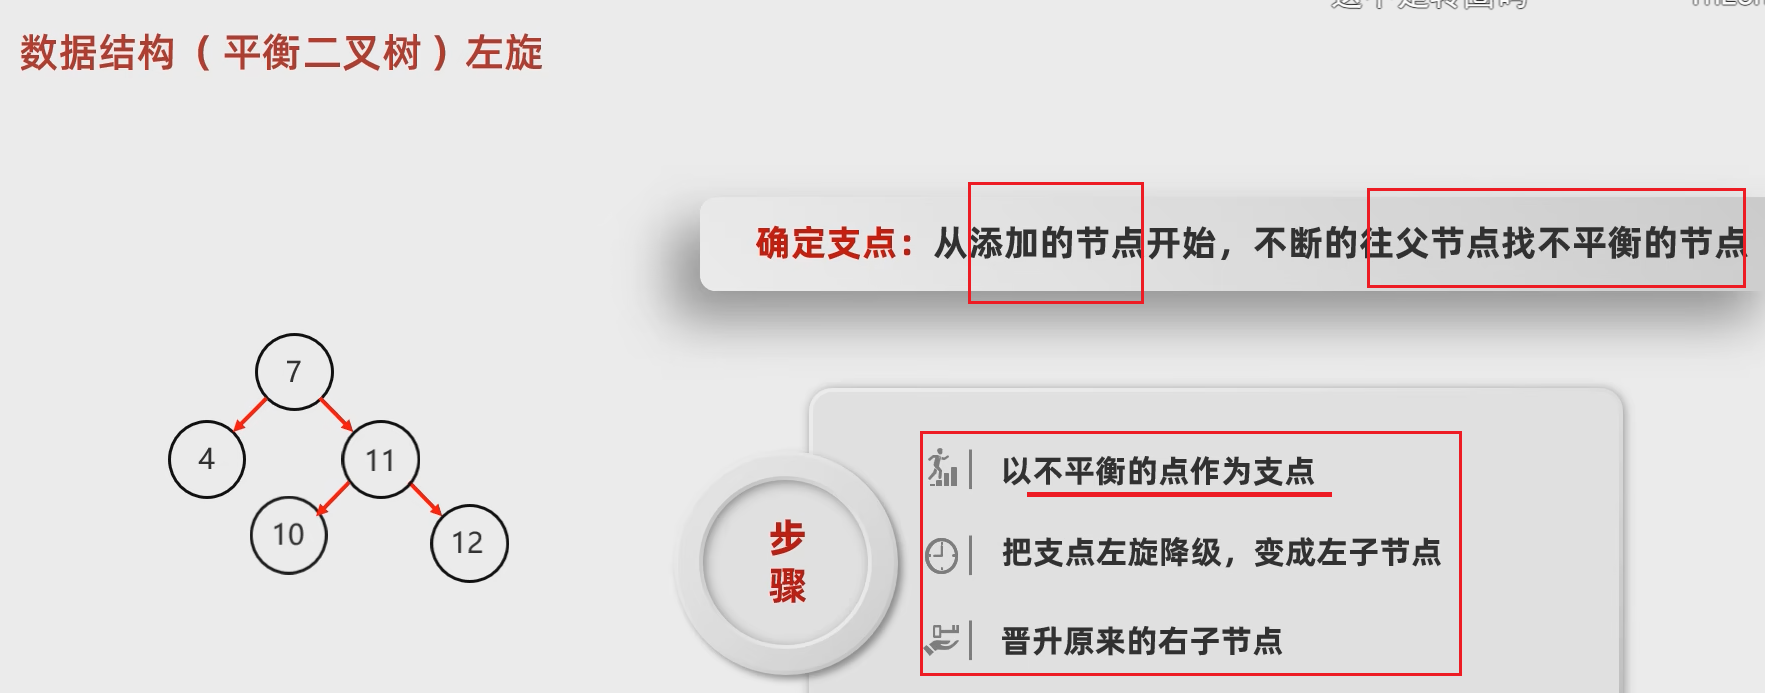 数据结构（平衡二叉树）左旋
确定支点：从添加的节点开始，不断的往父节点找不平衡的节点
7
4
11
10
12
步
骤
以不平衡的点作为支点
把支点左旋降级，变成左子节点
晋升原来的右子节点